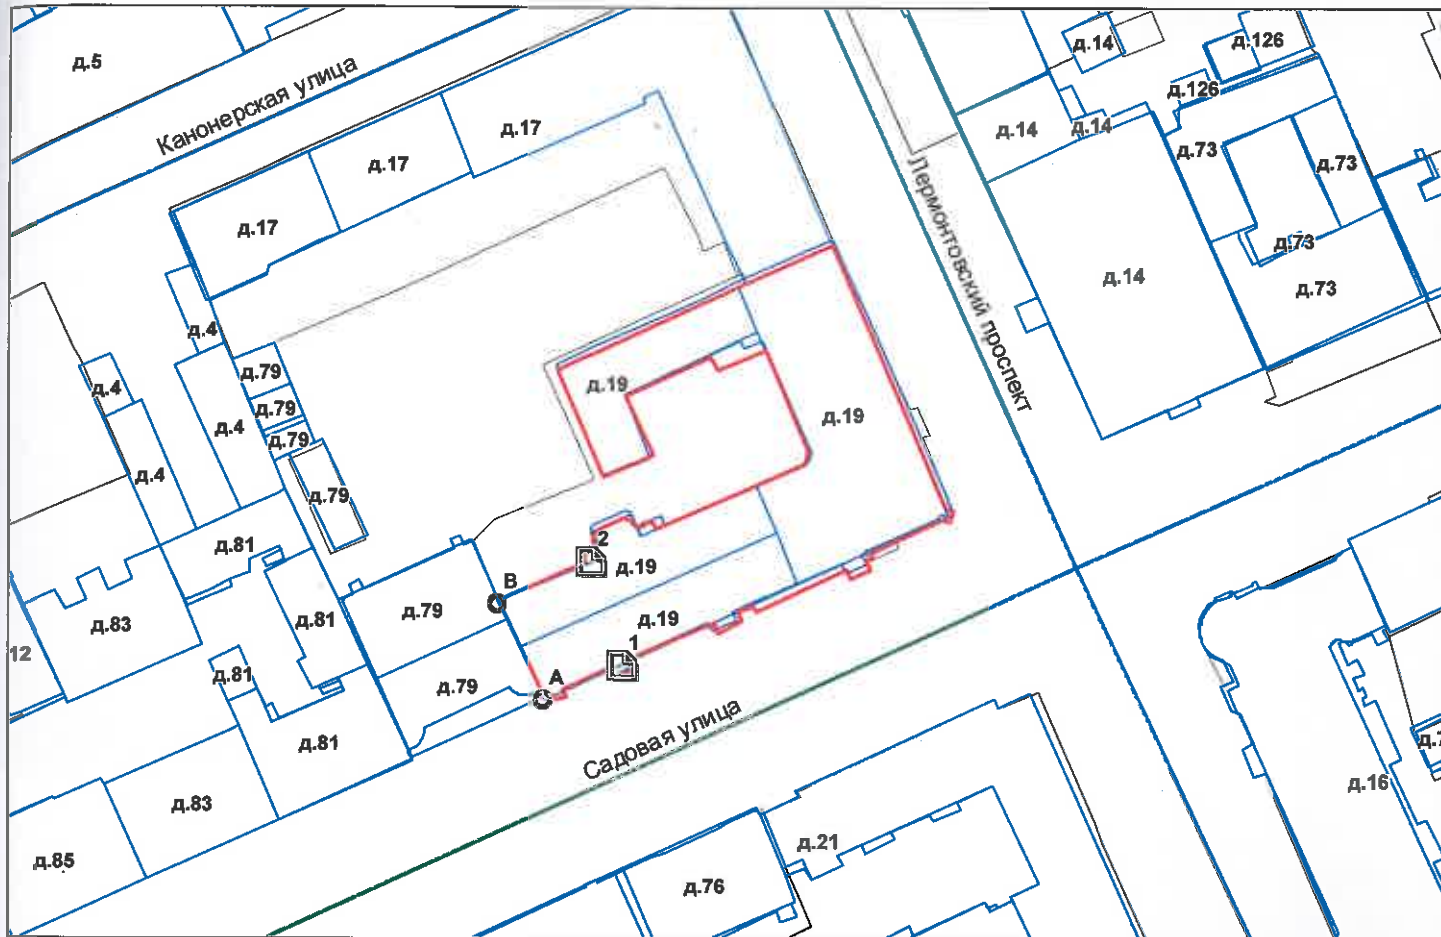 д.5
Канонерская улица
д.17
д.17
д.17
д.14
д.126
д.126
д.14
д.14
д.73
д.73
д.73
д.73
д.14
Лермонтовский проспект
д.4
д.79
д.4
д.79
д.4
д.79
д.4
д.79
д.19
д.19
д.81
2
д.19
B
д.79
д.83
д.81
12
д.19
1
д.81
A
д.79
д.81
Садовая улица
д.83
д.16
д.21
д.85
д.76